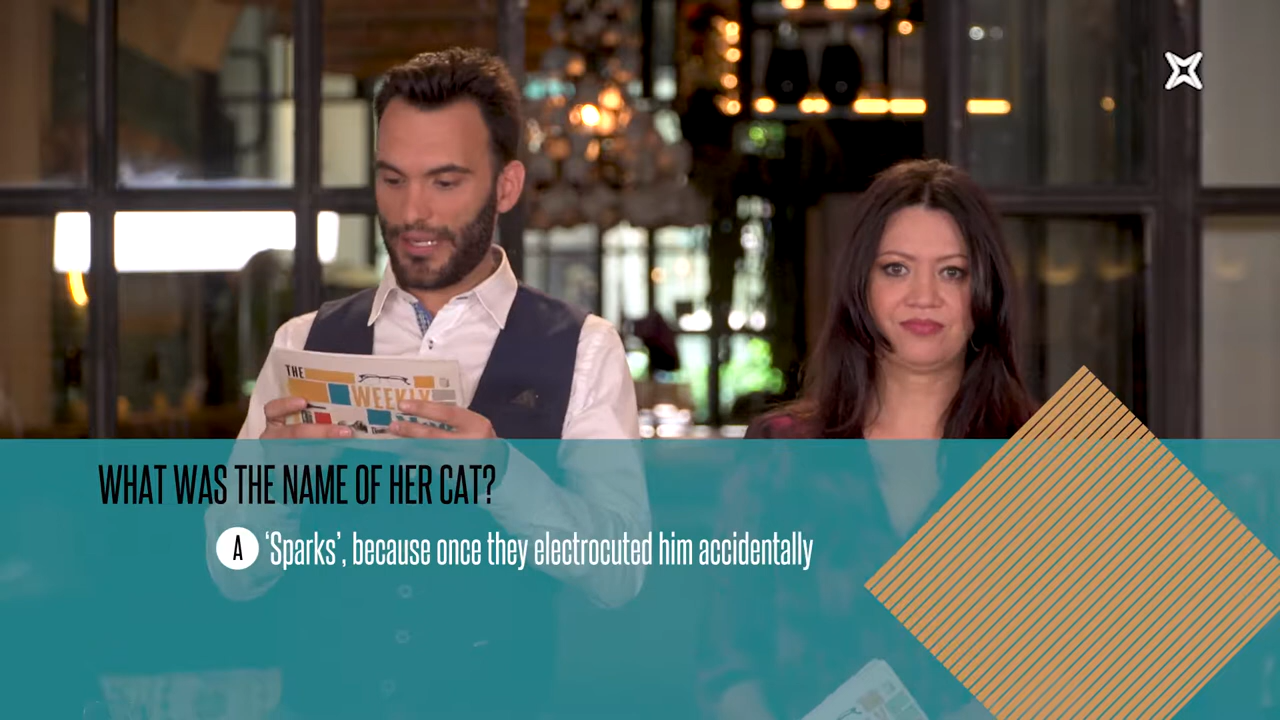 THE
WEEKLY
WHAT WAS THE NAME OF HER CAT?
A 'Sparks', because once they electrocuted him accidentally